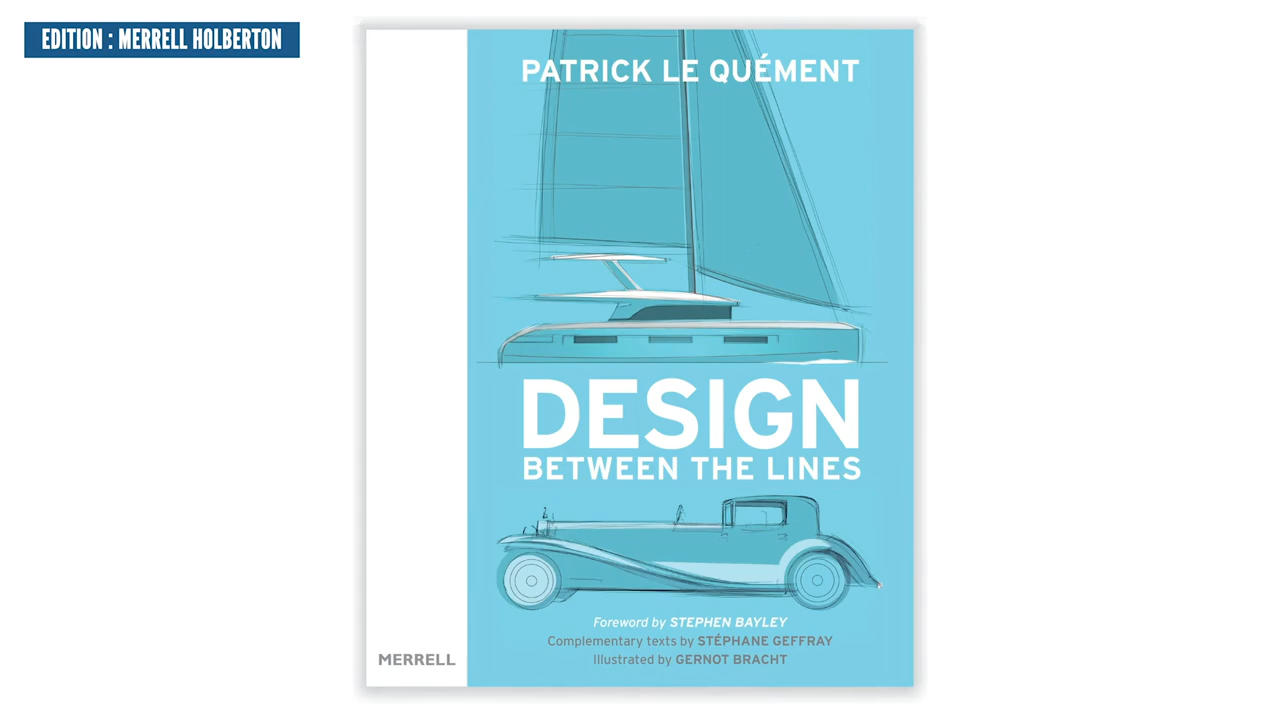 EDITION : MERRELL HOLBERTON
PATRICK LE QUÉMENT
DESIGN
BETWEEN THE LINES
Foreword by STEPHEN BAYLEY
Complementary texts by STÉPHANE GEFFRAY
Illustrated by GERNOT BRACHT
MERRELL